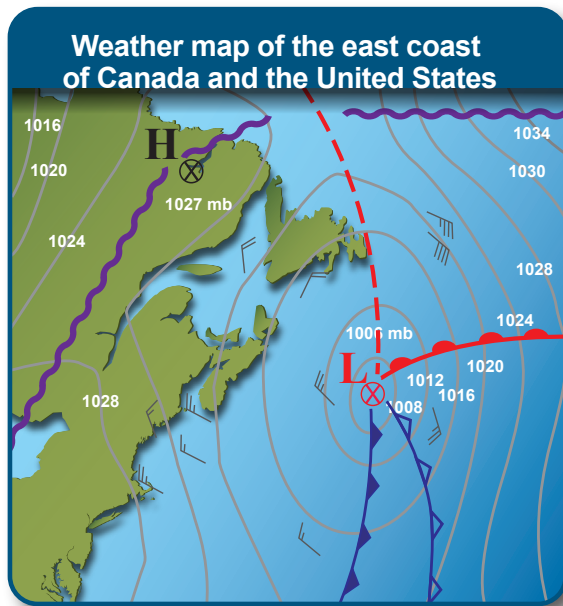 Weather map of the east coast
of Canada and the United States
1016
1034
H
1020
1030
1027 mb
1024
1028
1024
1006 mb
1020
L
1012
1028
1016
1008